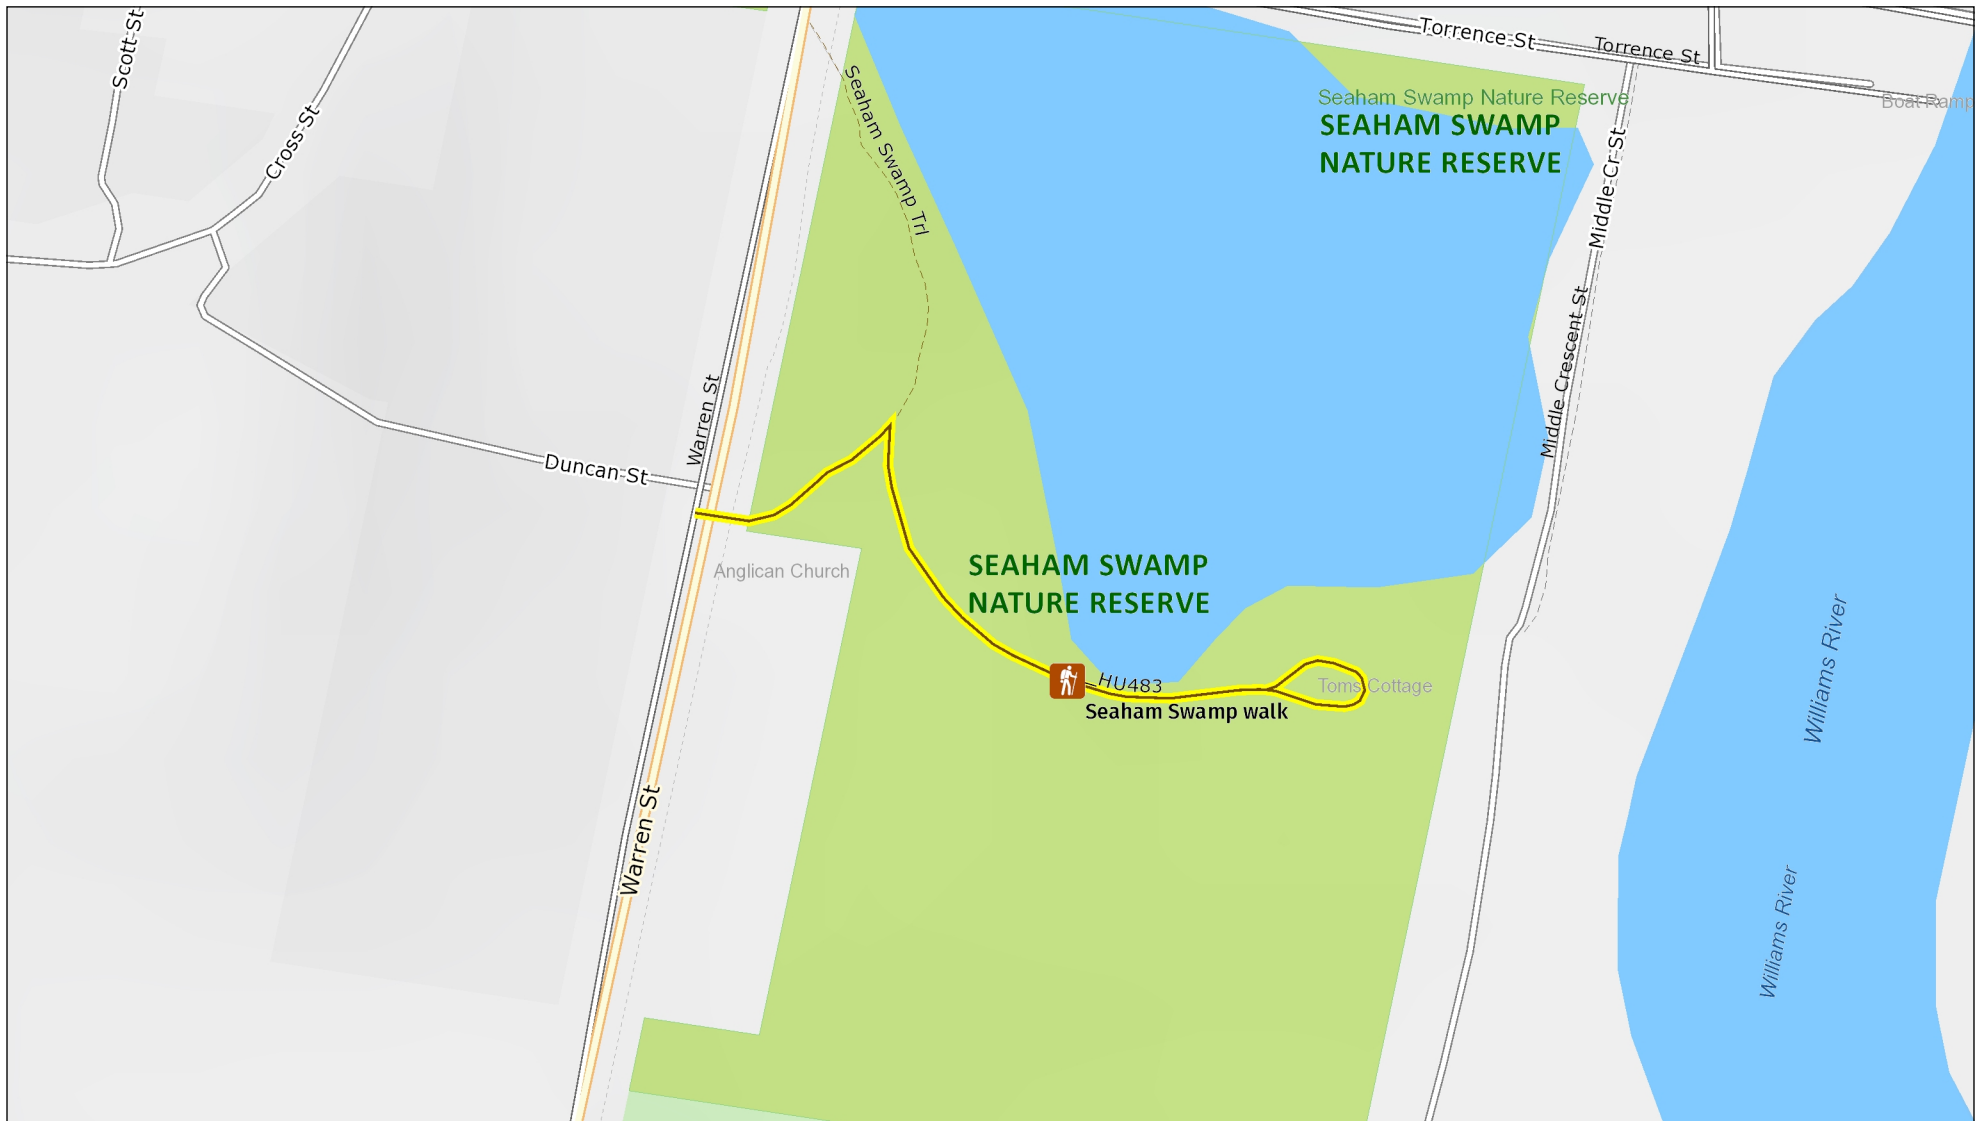 Scott St
Cross St
Torrence St
Torrence St
Boat Ramp
Seaham Swamp Trl
Seaham Swamp Nature Reserve
SEAHAM SWAMP
NATURE RESERVE
Middle Cr St
Middle Crescent St
Warren St
Duncan St
Anglican Church
SEAHAM SWAMP
NATURE RESERVE
HU483
Seaham Swamp walk
Toms Cottage
Williams River
Warren St
Williams River